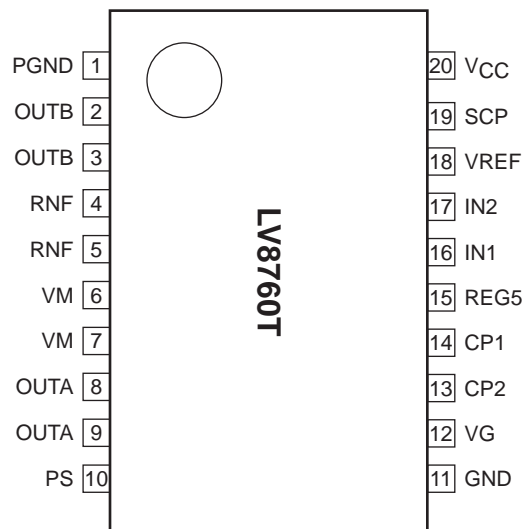 PGND 1
OUTB 2
OUTB 3
RNF 4
RNF 5
VM 6
VM 7
OUTA 8
OUTA 9
PS 10
LV8760T
20 VCC
19 SCP
18 VREF
17 IN2
16 IN1
15 REG5
14 CP1
13 CP2
12 VG
11 GND